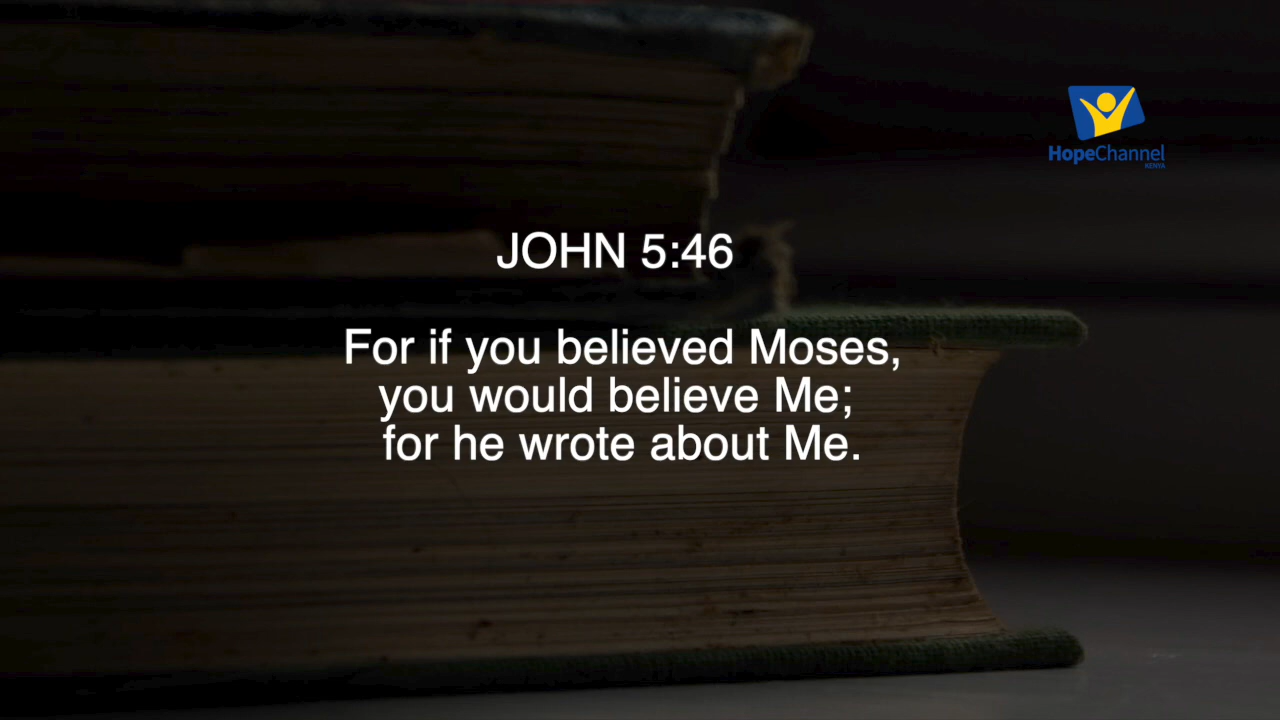 HopeChannel
KENYA
JOHN 5:46
For if you believed Moses,
you would believe Me;
for he wrote about Me.